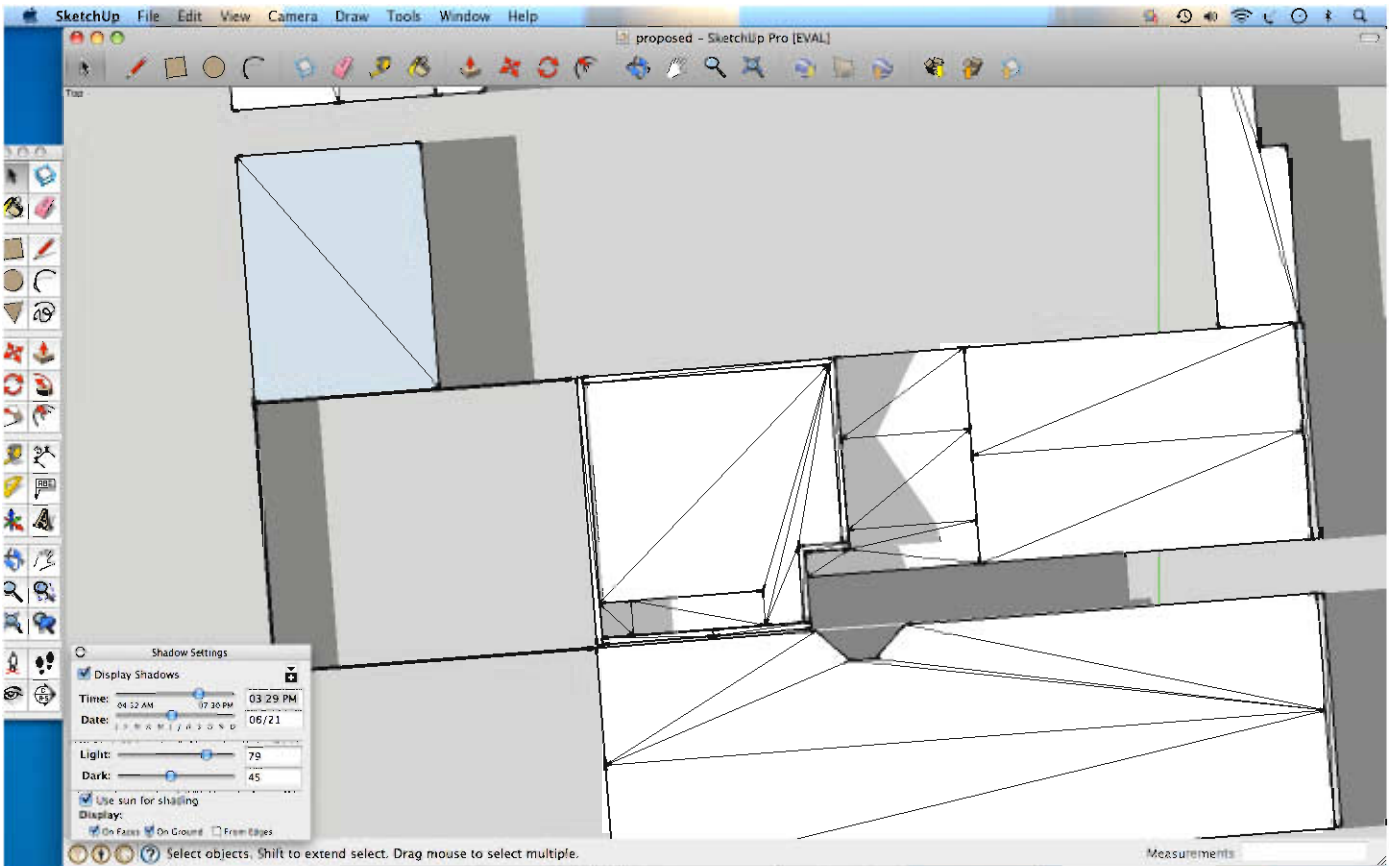 SketchUp File Edit View Camera Draw Tools Window Help
proposed - SketchUp Pro [EVAL]
Top
ABC
Shadow Settings
Display Shadows
Time: 04:32 AM 07:30 PM 03 29 PM
Date: J F M A M J J A S O N D 06/21
Light: 79
Dark: 45
Use sun for shading
Display:
On Faces On Ground From Edges
Select objects. Shift to extend select. Drag mouse to select multiple.
Measurements